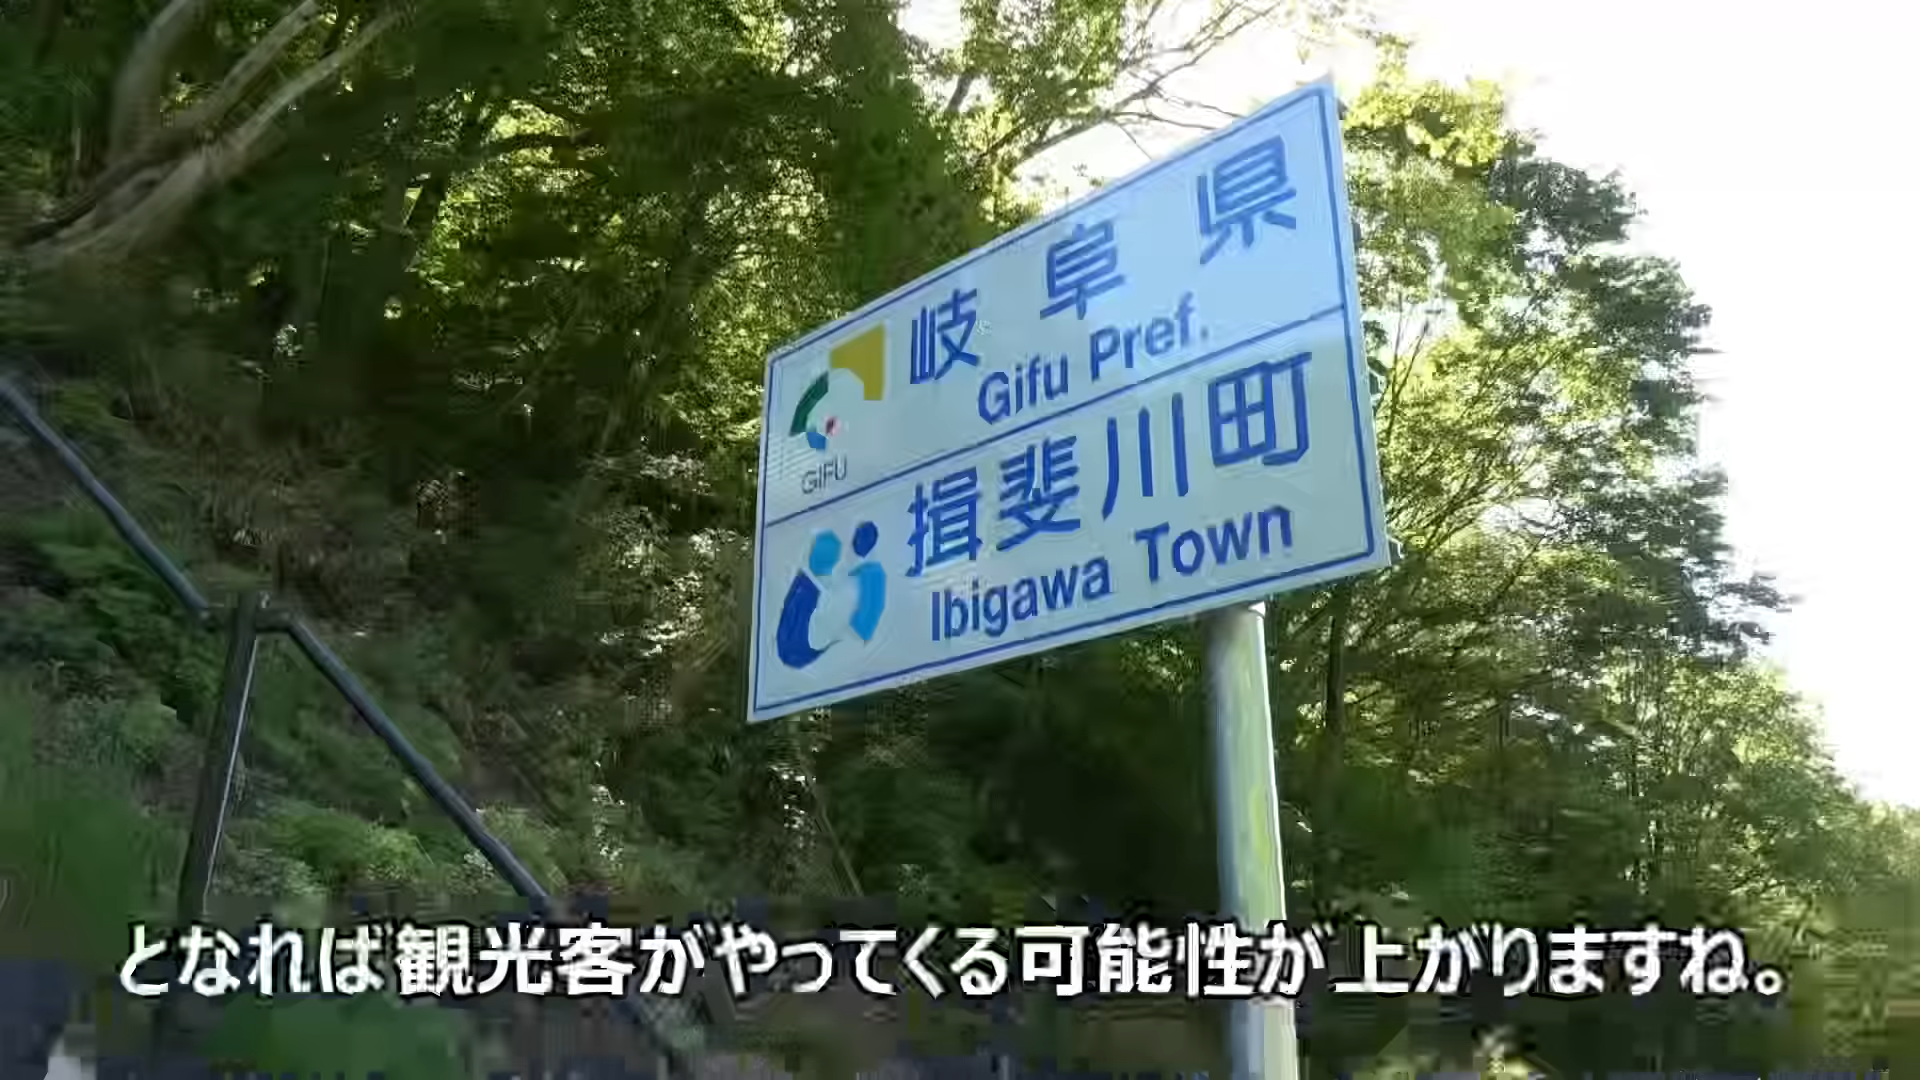 岐阜県
Gifu Pref.
GIFU
揖斐川町
Ibigawa Town
となれば観光客がやってくる可能性が上がりますね。